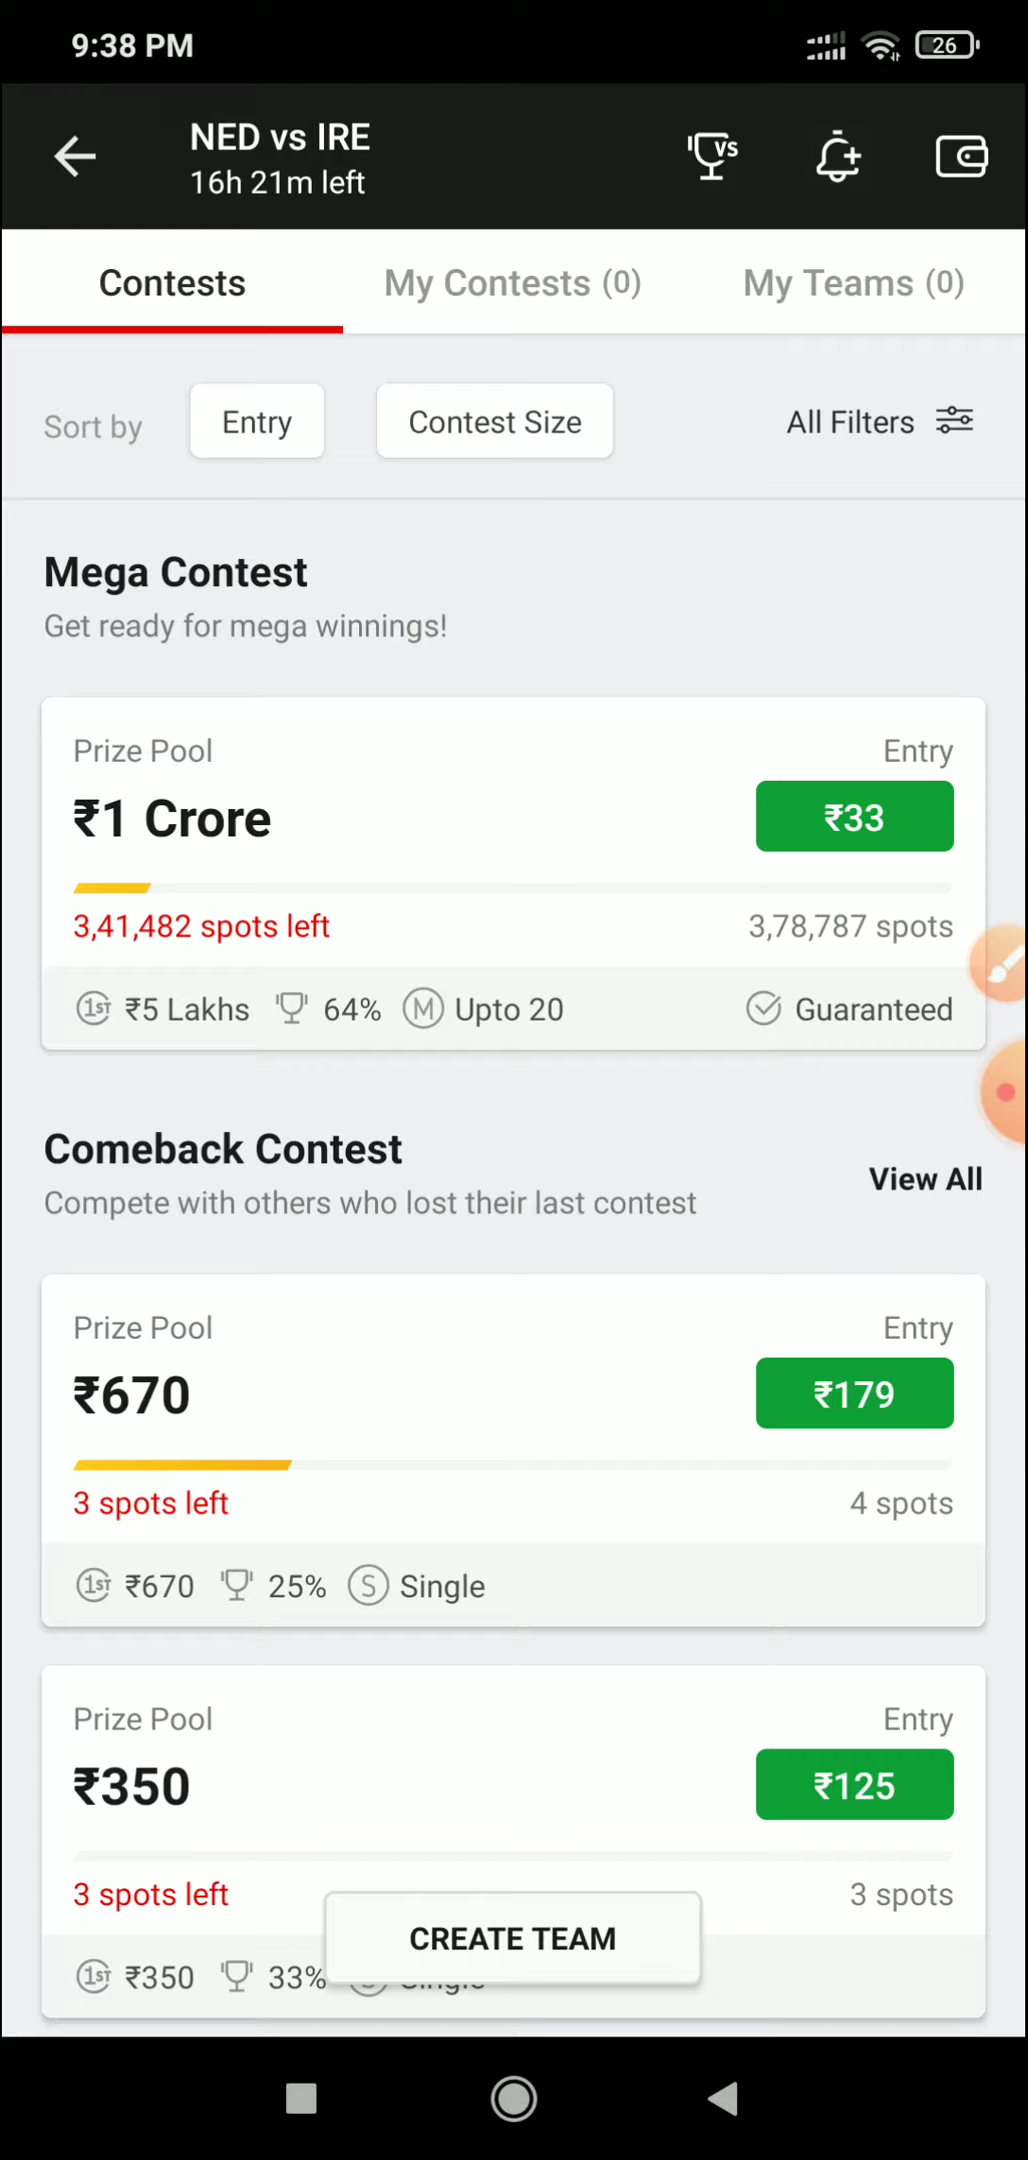 9:38 PM
26
NED vs IRE
16h 21m left
VS
Contests
My Contests (0)
My Teams (0)
Sort by
Entry
Contest Size
All Filters
Mega Contest
Get ready for mega winnings!
Prize Pool
Entry
₹1 Crore
₹33
3,41,482 spots left
3,78,787 spots
1ST ₹5 Lakhs 64% M Upto 20
Guaranteed
Comeback Contest
View All
Compete with others who lost their last contest
Prize Pool
Entry
₹670
₹179
3 spots left
4 spots
1ST ₹670 25% S Single
Prize Pool
Entry
₹350
₹125
3 spots left
3 spots
CREATE TEAM
1ST ₹350 33% S Single